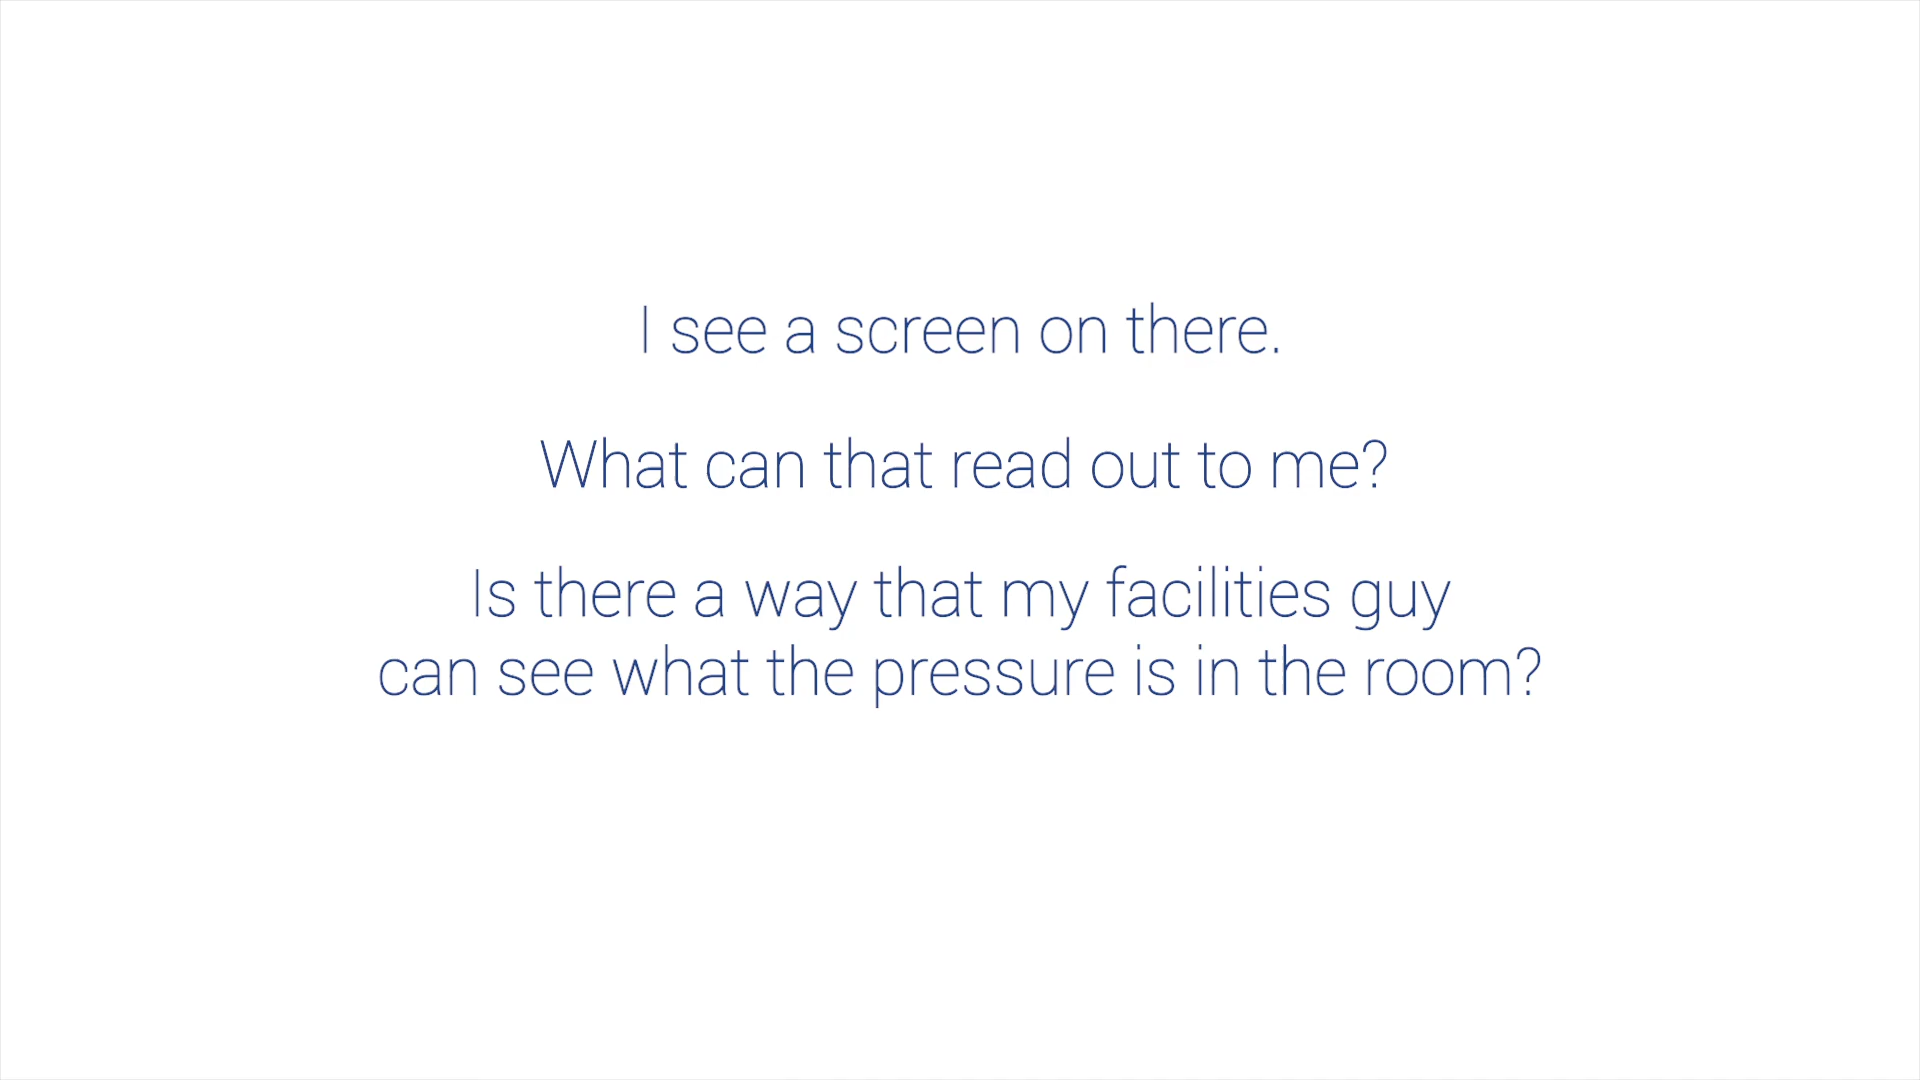 I see a screen on there.
What can that read out to me?
Is there a way that my facilities guy
can see what the pressure is in the room?